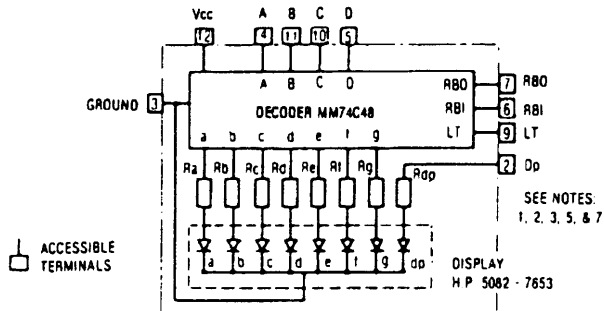 Vcc A B C D
12 4 11 10 5
A B C D
GROUND 3
DECODER MM74C48
RBO 7 RBO
RBI 6 RBI
LT 9 LT
a b c d e f g
2 Dp
Ra Rb Rc Rd Re Rf Rg Rdp
SEE NOTES:
1, 2, 3, 5, & 7
ACCESSIBLE
TERMINALS
a b c d e f g dp
DISPLAY
H.P. 5082 - 7653